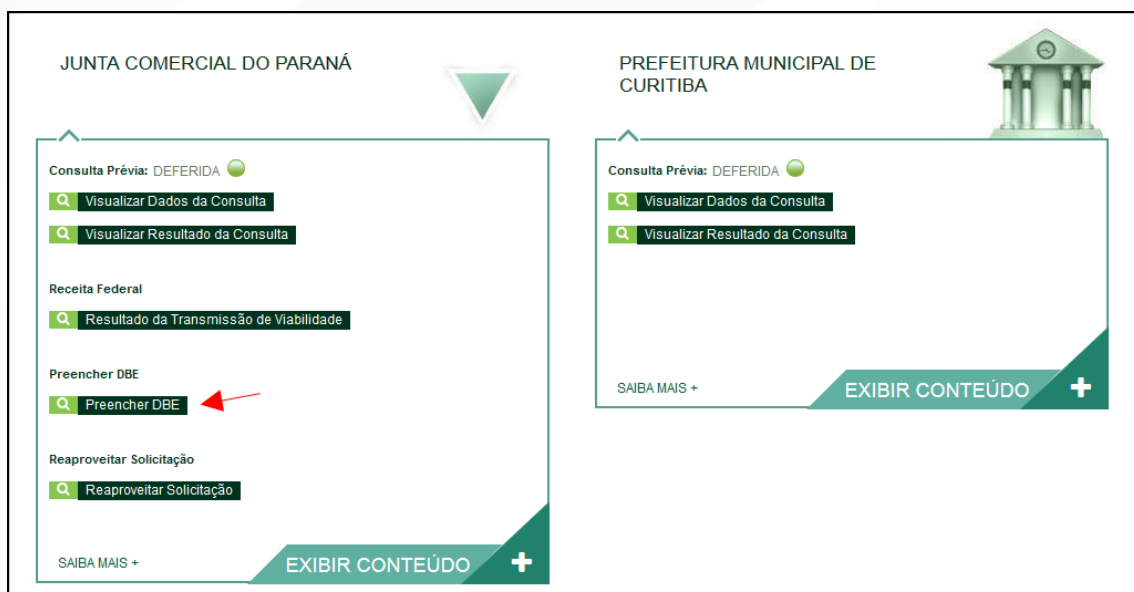 JUNTA COMERCIAL DO PARANÁ
Consulta Prévia: DEFERIDA
Visualizar Dados da Consulta
Visualizar Resultado da Consulta
Receita Federal
Resultado da Transmissão de Viabilidade
Preencher DBE
Preencher DBE
Reaproveitar Solicitação
Reaproveitar Solicitação
SAIBA MAIS +
EXIBIR CONTEÚDO +
PREFEITURA MUNICIPAL DE
CURITIBA
Consulta Prévia: DEFERIDA
Visualizar Dados da Consulta
Visualizar Resultado da Consulta
SAIBA MAIS +
EXIBIR CONTEÚDO +